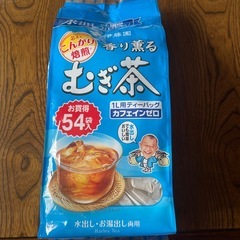 伊藤園
こんがり
焙煎
香り薫る
むぎ茶
お買得
54袋入
1L用ティーバッグ
カフェインゼロ
水出し・お湯出し両用